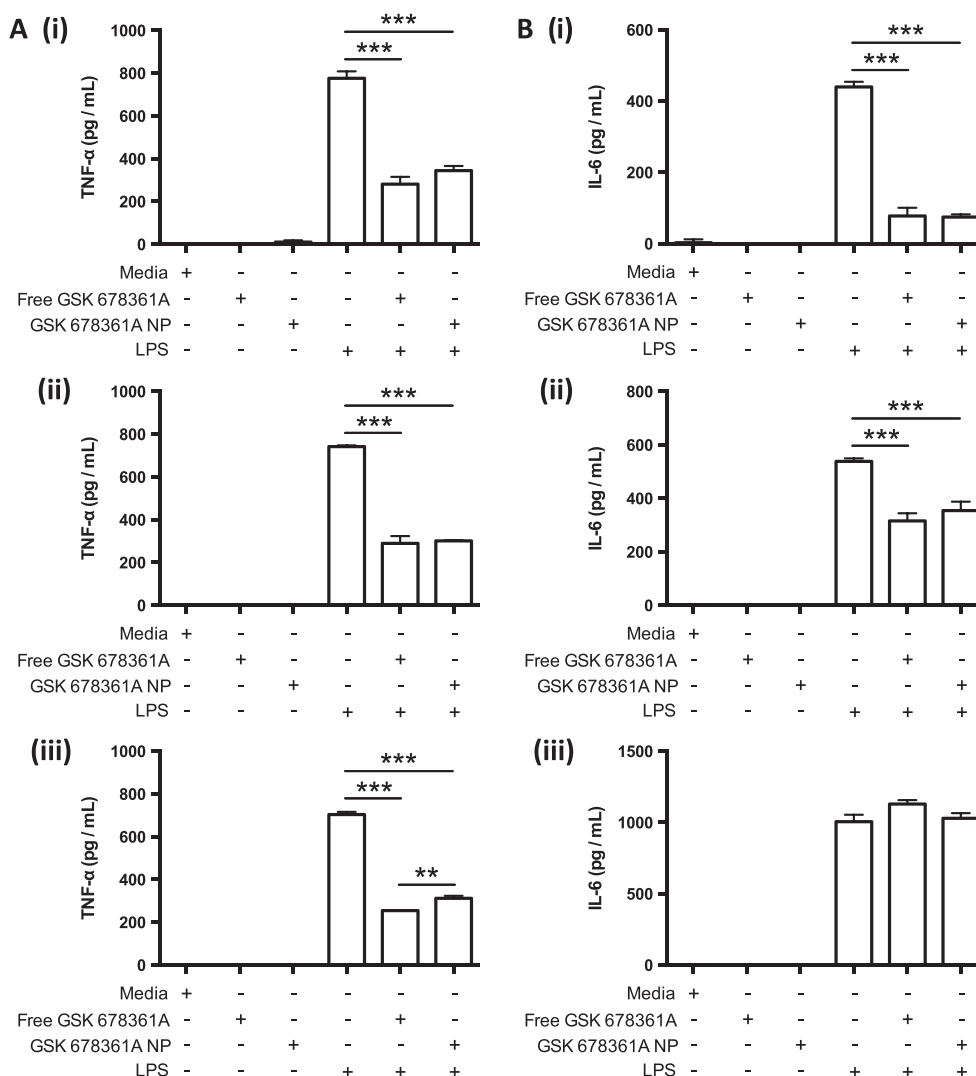 A (i)
1000
800
600
400
200
0
TNF-α (pg / mL)
***
***
Media + - - - - -
Free GSK 678361A - + - - + -
GSK 678361A NP - - + - - +
LPS - - - + + +
B (i)
600
400
200
0
IL-6 (pg / mL)
***
***
Media + - - - - -
Free GSK 678361A - + - - + -
GSK 678361A NP - - + - - +
LPS - - - + + +
(ii)
1000
800
600
400
200
0
TNF-α (pg / mL)
***
***
Media + - - - - -
Free GSK 678361A - + - - + -
GSK 678361A NP - - + - - +
LPS - - - + + +
(ii)
800
600
400
200
0
IL-6 (pg / mL)
***
***
Media + - - - - -
Free GSK 678361A - + - - + -
GSK 678361A NP - - + - - +
LPS - - - + + +
(iii)
1000
800
600
400
200
0
TNF-α (pg / mL)
***
***
**
Media + - - - - -
Free GSK 678361A - + - - + -
GSK 678361A NP - - + - - +
LPS - - - + + +
(iii)
1500
1000
500
0
IL-6 (pg / mL)
Media + - - - - -
Free GSK 678361A - + - - + -
GSK 678361A NP - - + - - +
LPS - - - + + +